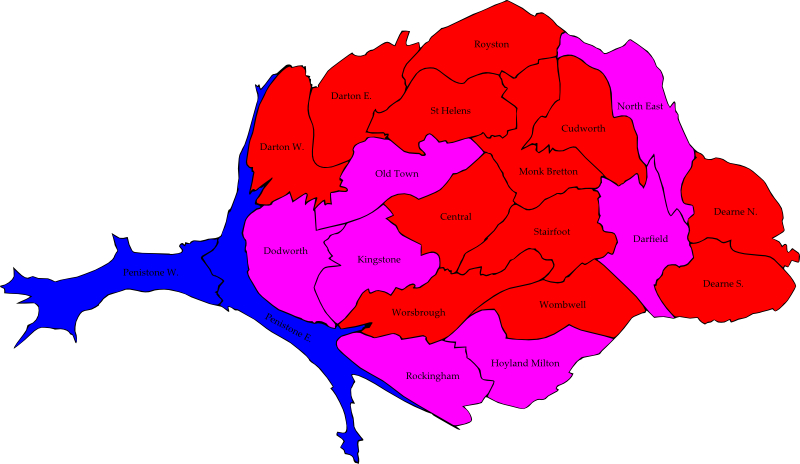 Royston
Darton E.
North East
St Helens
Cudworth
Darton W.
Monk Bretton
Old Town
Dearne N.
Central
Stairfoot
Darfield
Dodworth
Kingstone
Penistone W.
Dearne S.
Wombwell
Worsbrough
Penistone E.
Hoyland Milton
Rockingham